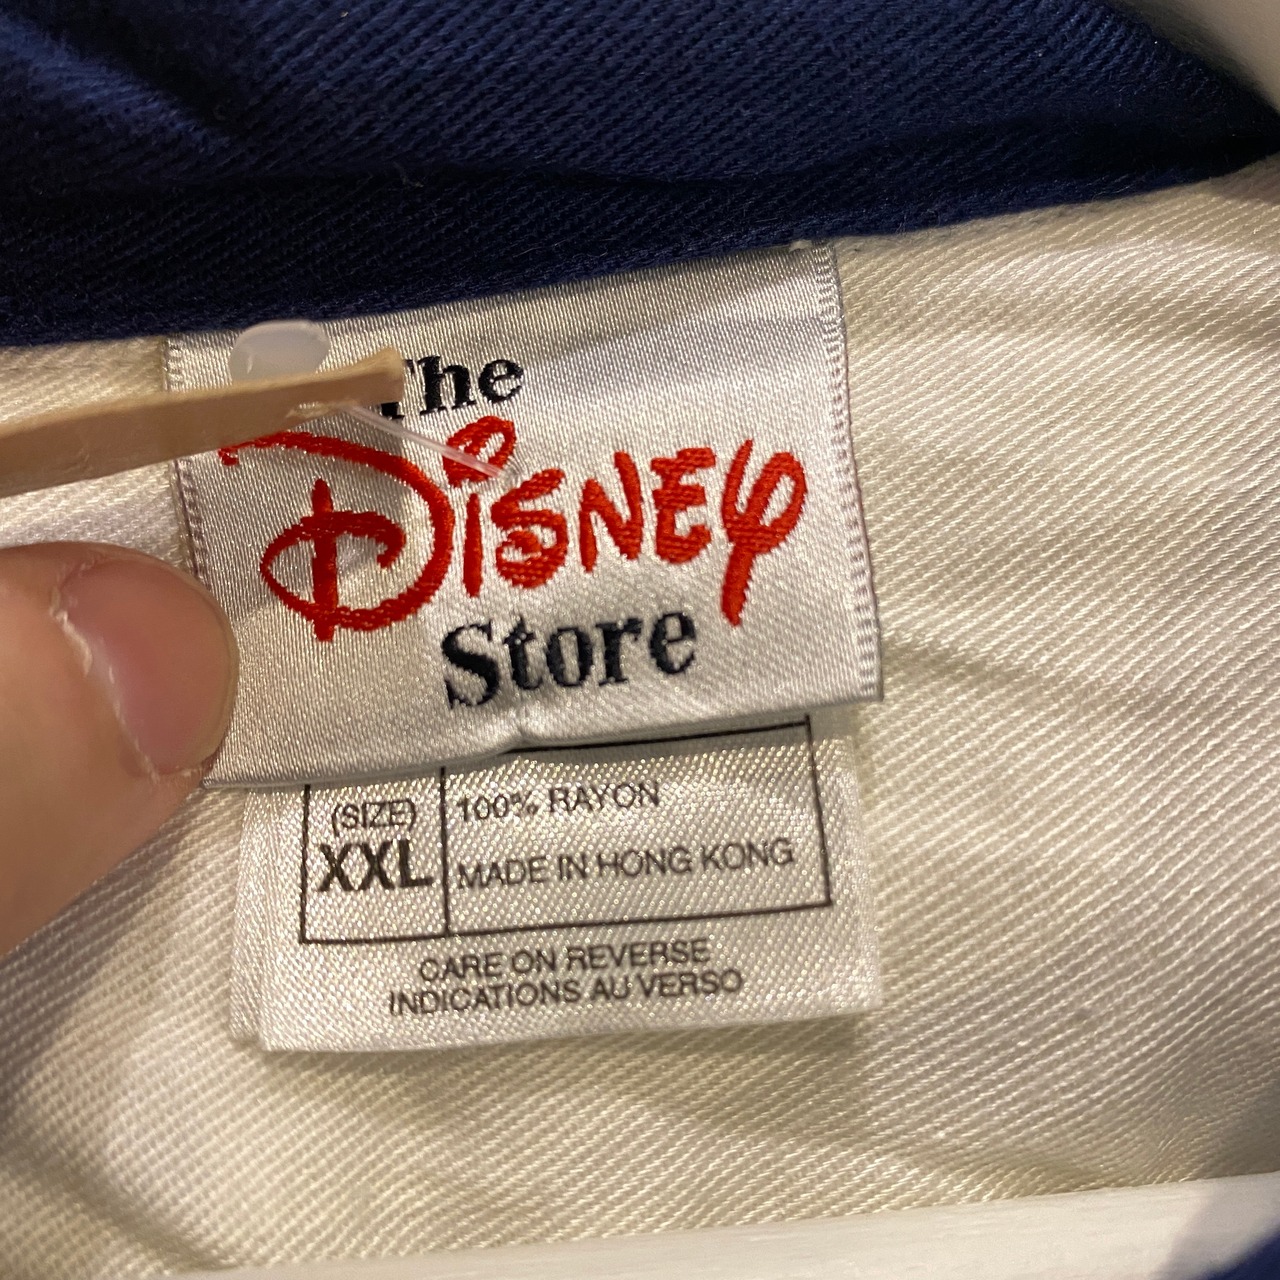 The
Disney
Store
(SIZE)
XXL
100% RAYON
MADE IN HONG KONG
CARE ON REVERSE
INDICATIONS AU VERSO